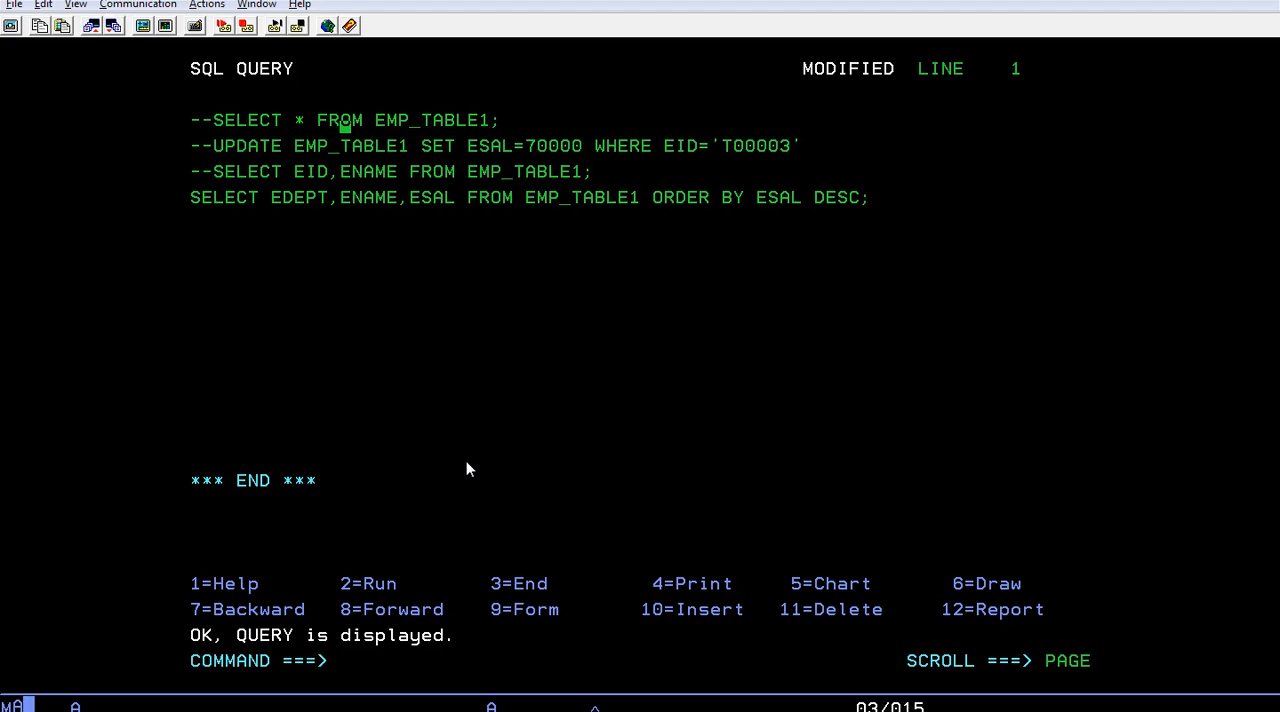 File Edit View Communication Actions Window Help
SQL QUERY MODIFIED LINE 1
--SELECT * FROM EMP_TABLE1;
--UPDATE EMP_TABLE1 SET ESAL=70000 WHERE EID='T00003'
--SELECT EID,ENAME FROM EMP_TABLE1;
SELECT EDEPT,ENAME,ESAL FROM EMP_TABLE1 ORDER BY ESAL DESC;
*** END ***
1=Help 2=Run 3=End 4=Print 5=Chart 6=Draw
7=Backward 8=Forward 9=Form 10=Insert 11=Delete 12=Report
OK, QUERY is displayed.
COMMAND ===> SCROLL ===> PAGE
MA A A ^ 03/015